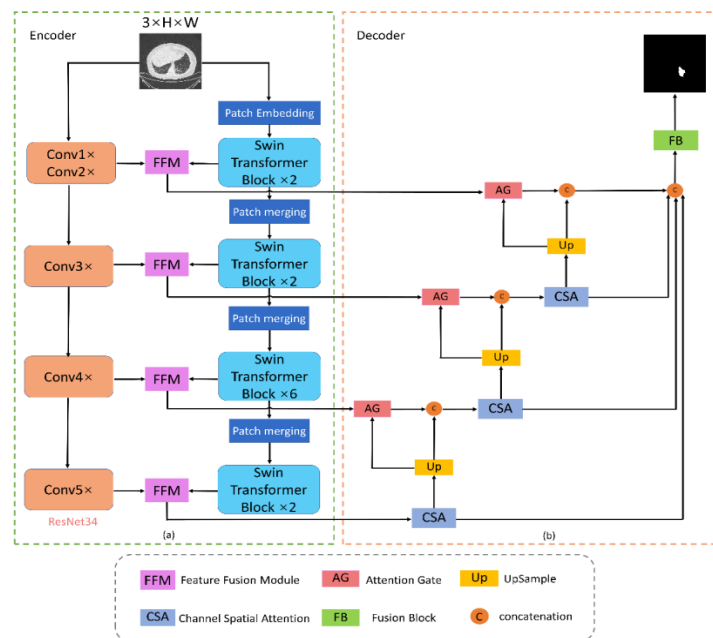 Encoder
3×H×W
Decoder
Patch Embedding
Conv1×
Conv2×
FFM
Swin
Transformer
Block ×2
AG
C
C
FB
Patch merging
Up
Conv3×
FFM
Swin
Transformer
Block ×2
AG
C
CSA
Patch merging
Up
Conv4×
FFM
Swin
Transformer
Block ×6
AG
C
CSA
Patch merging
Up
Conv5×
FFM
Swin
Transformer
Block ×2
CSA
ResNet34
(a)
(b)
FFM Feature Fusion Module
AG Attention Gate
Up UpSample
CSA Channel Spatial Attention
FB Fusion Block
C concatenation